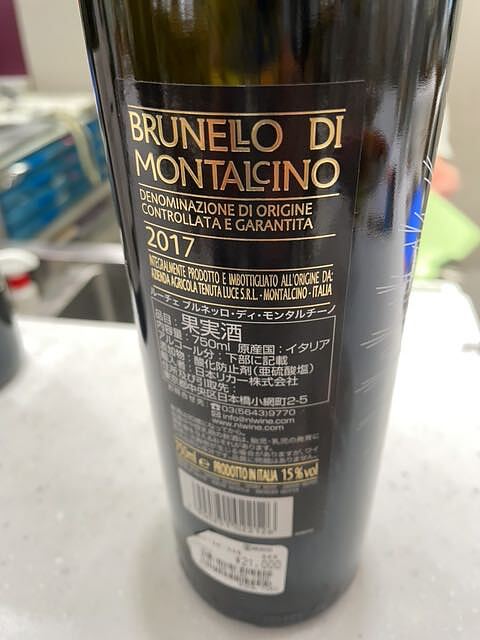 BRUNELLO DI
MONTALCINO
DENOMINAZIONE DI ORIGINE
CONTROLLATA E GARANTITA
2017
INTEGRALMENTE PRODOTTO E IMBOTTIGLIATO ALL'ORIGINE DA:
AZIENDA AGRICOLA TENUTA LUCE S.R.L. - MONTALCINO - ITALIA
ルーチェ ブルネッロ・ディ・モンタルチーノ
品目:果実酒
内容量:750ml 原産国:イタリア
アルコール分:下部に記載
酸化防止剤(亜硫酸塩)
日本リカー株式会社
東京都中央区日本橋小網町2-5
☎03(5643)9770
info@nlwine.com
www.nlwine.com
750ml e PRODOTTO IN ITALIA 15%vol
¥21,000